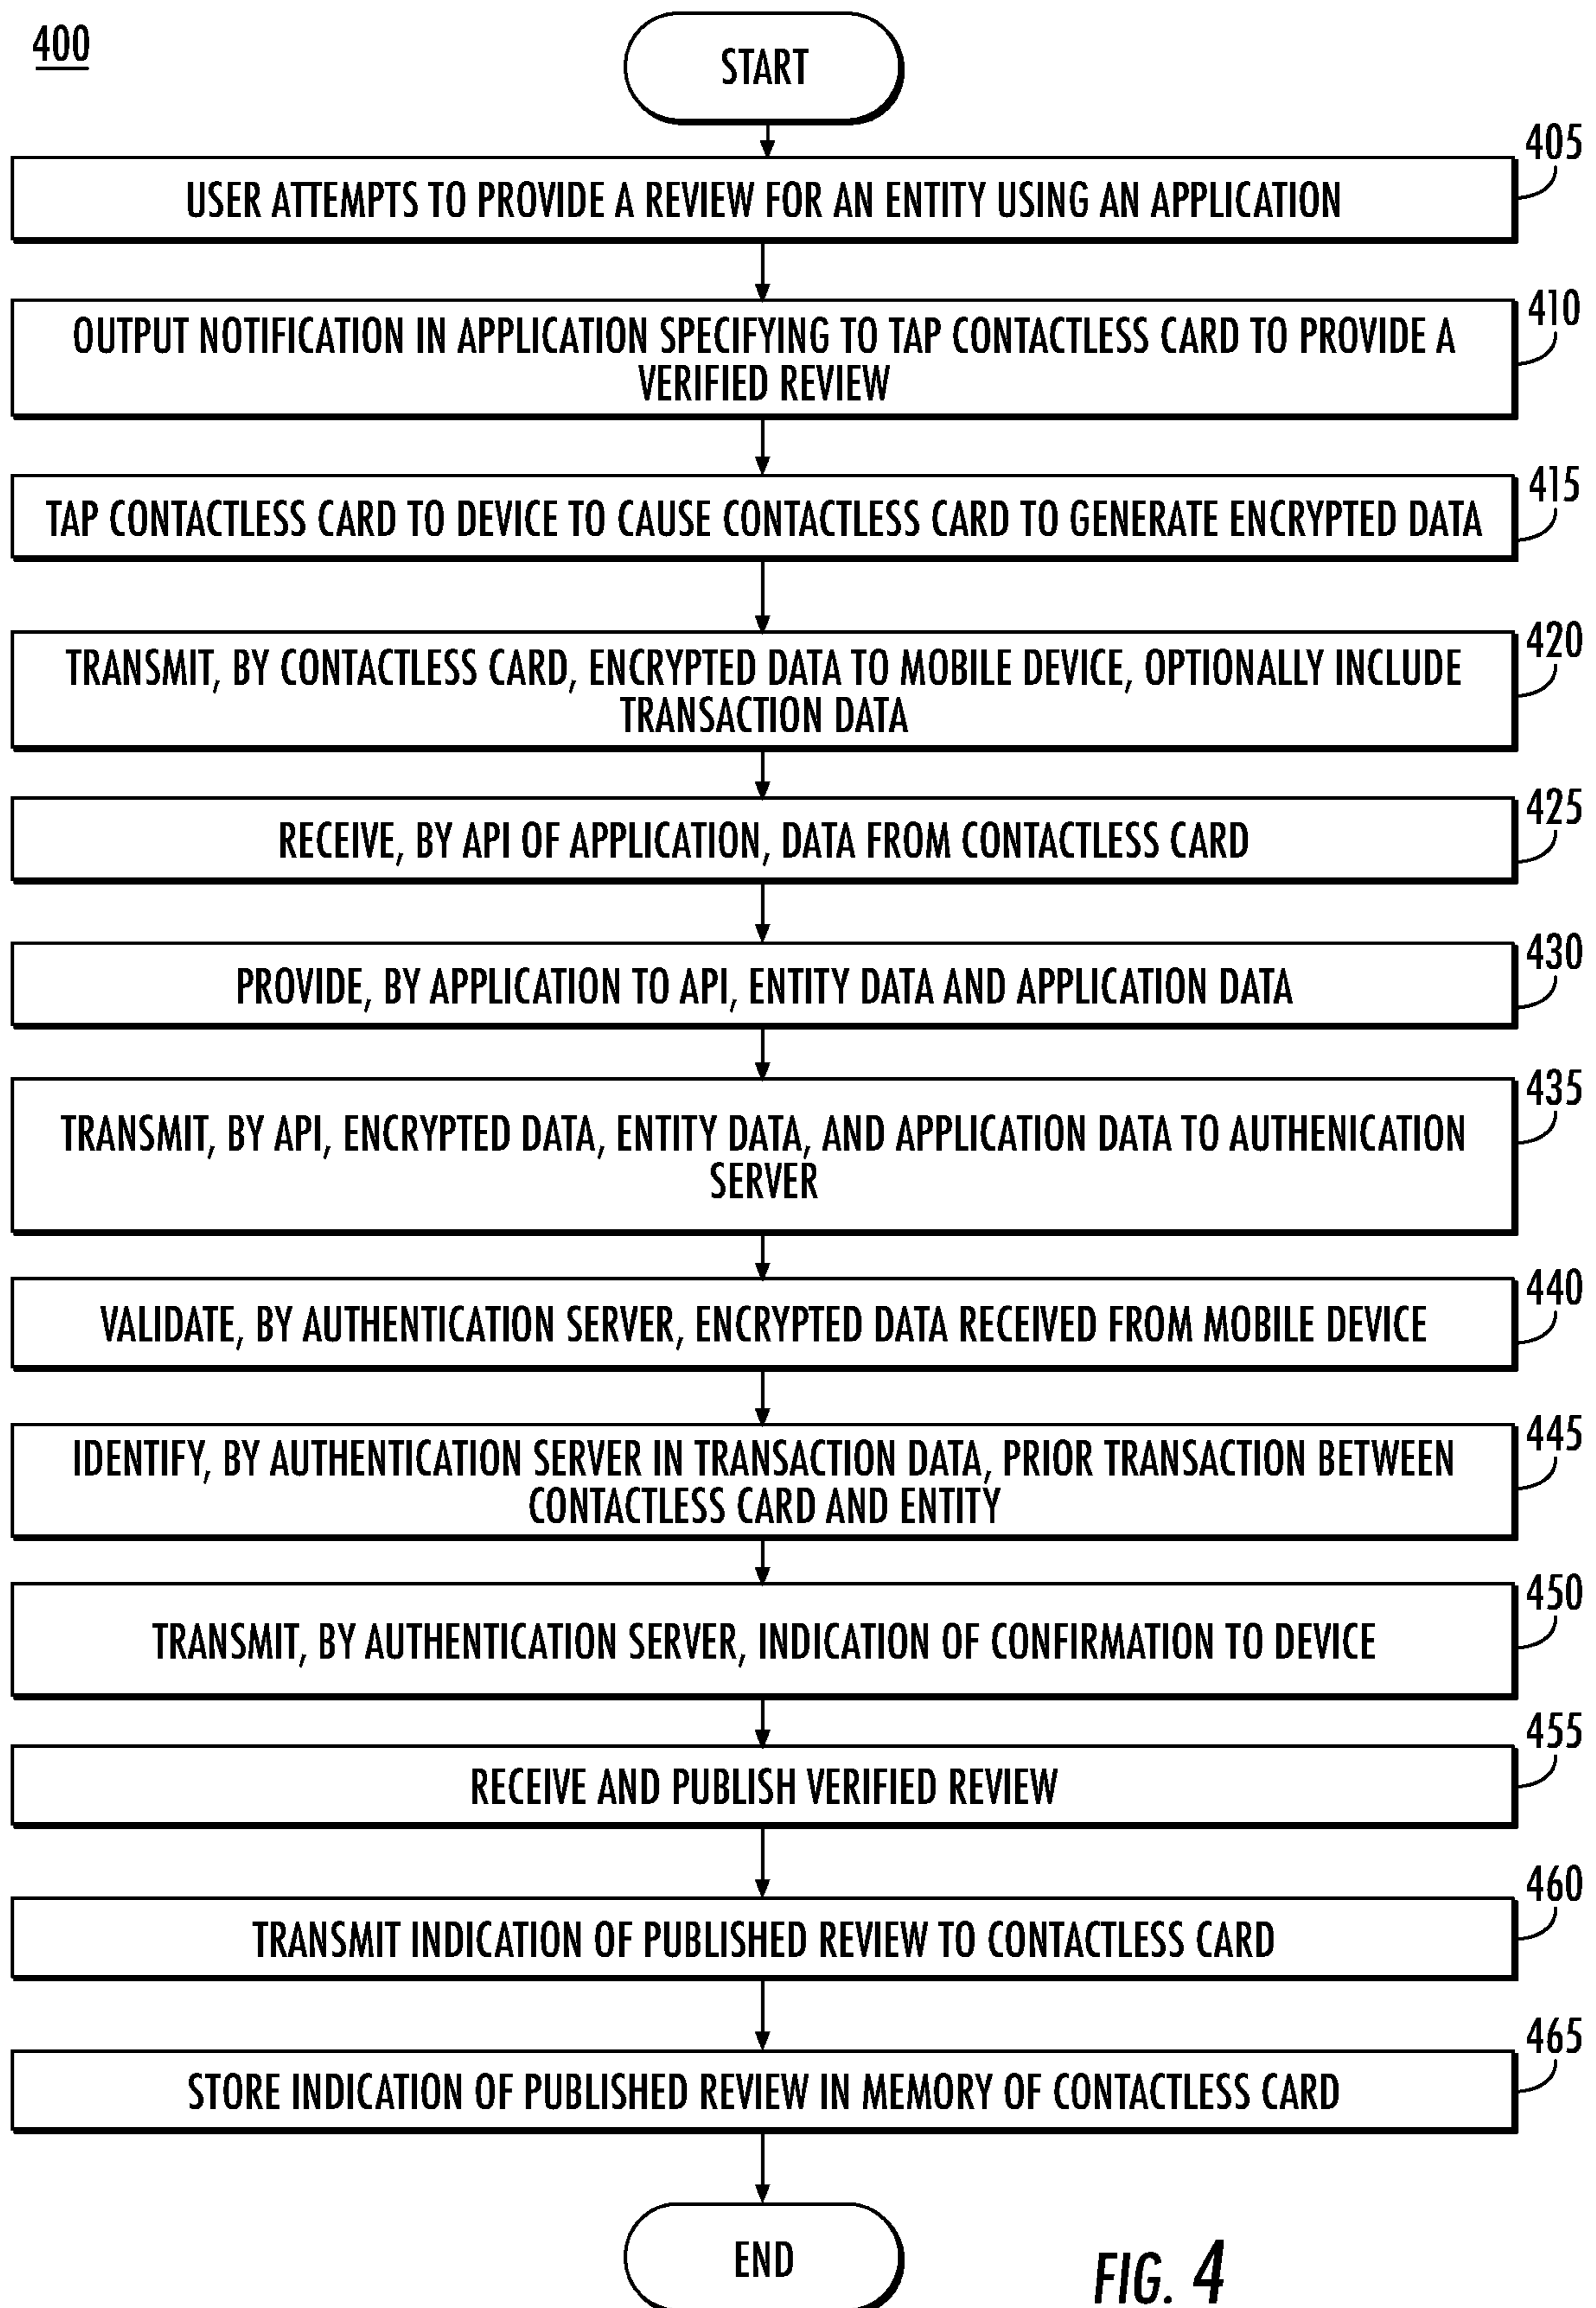 400
START
405
USER ATTEMPTS TO PROVIDE A REVIEW FOR AN ENTITY USING AN APPLICATION
410
OUTPUT NOTIFICATION IN APPLICATION SPECIFYING TO TAP CONTACTLESS CARD TO PROVIDE A
VERIFIED REVIEW
415
TAP CONTACTLESS CARD TO DEVICE TO CAUSE CONTACTLESS CARD TO GENERATE ENCRYPTED DATA
420
TRANSMIT, BY CONTACTLESS CARD, ENCRYPTED DATA TO MOBILE DEVICE, OPTIONALLY INCLUDE
TRANSACTION DATA
425
RECEIVE, BY API OF APPLICATION, DATA FROM CONTACTLESS CARD
430
PROVIDE, BY APPLICATION TO API, ENTITY DATA AND APPLICATION DATA
435
TRANSMIT, BY API, ENCRYPTED DATA, ENTITY DATA, AND APPLICATION DATA TO AUTHENICATION
SERVER
440
VALIDATE, BY AUTHENTICATION SERVER, ENCRYPTED DATA RECEIVED FROM MOBILE DEVICE
445
IDENTIFY, BY AUTHENTICATION SERVER IN TRANSACTION DATA, PRIOR TRANSACTION BETWEEN
CONTACTLESS CARD AND ENTITY
450
TRANSMIT, BY AUTHENTICATION SERVER, INDICATION OF CONFIRMATION TO DEVICE
455
RECEIVE AND PUBLISH VERIFIED REVIEW
460
TRANSMIT INDICATION OF PUBLISHED REVIEW TO CONTACTLESS CARD
465
STORE INDICATION OF PUBLISHED REVIEW IN MEMORY OF CONTACTLESS CARD
END
FIG. 4